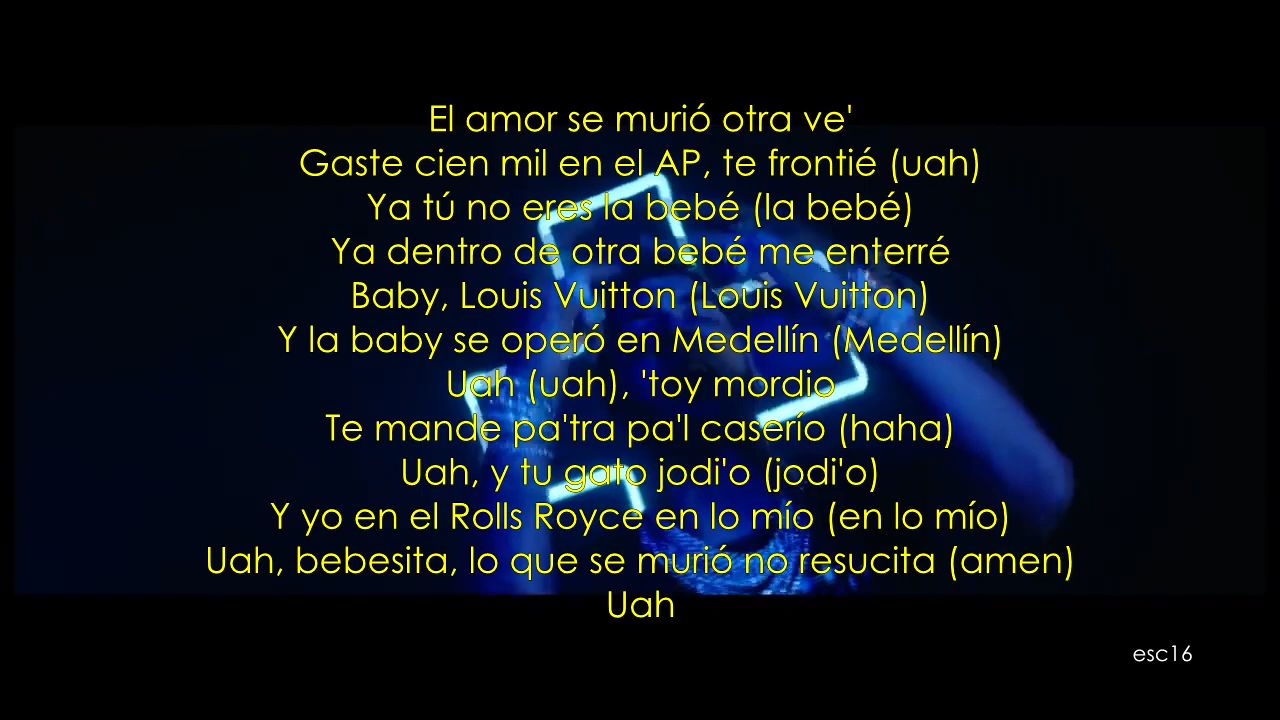 El amor se murió otra ve'
Gaste cien mil en el AP, te frontié (uah)
Ya tú no eres la bebé (la bebé)
Ya dentro de otra bebé me enterré
Baby, Louis Vuitton (Louis Vuitton)
Y la baby se operó en Medellín (Medellín)
Uah (uah), 'toy mordio
Te mande pa'tra pa'l caserío (haha)
Uah, y tu gato jodi'o (jodi'o)
Y yo en el Rolls Royce en lo mío (en lo mío)
Uah, bebesita, lo que se murió no resucita (amen)
Uah
esc16